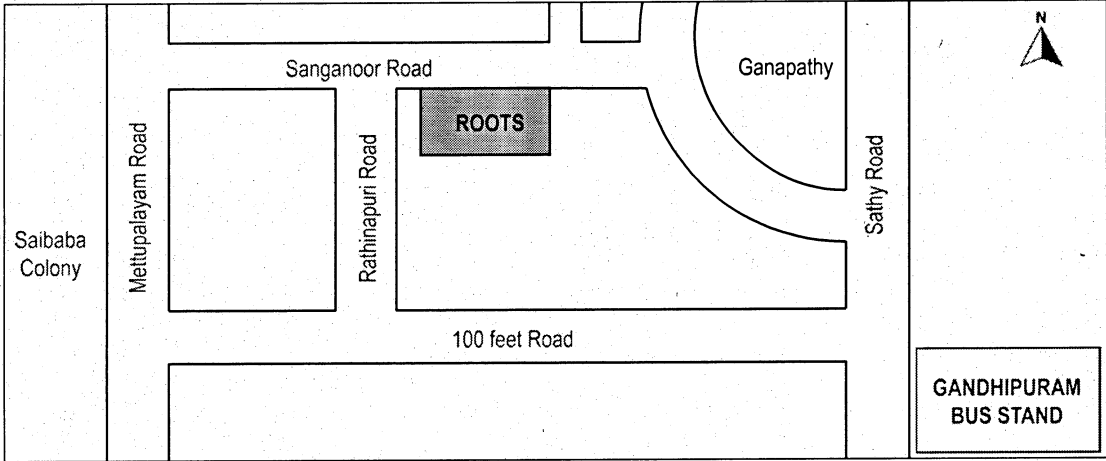 N
Sanganoor Road
Ganapathy
ROOTS
Mettupalayam Road
Rathinapuri Road
Sathy Road
Saibaba
Colony
100 feet Road
GANDHIPURAM
BUS STAND